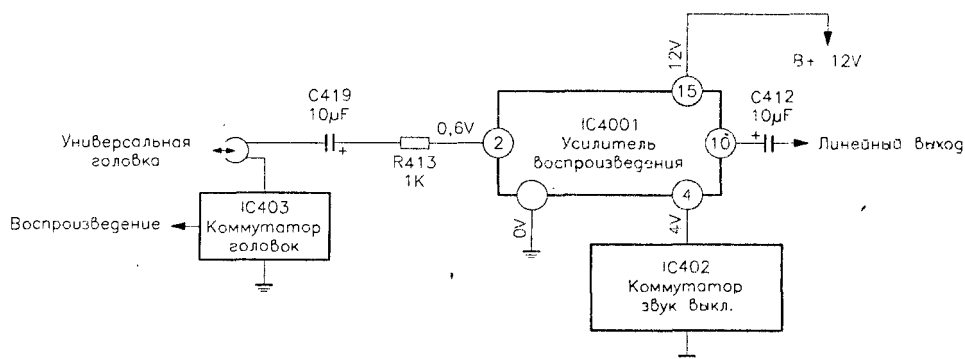 12V
B+ 12V
C419
10µF
15
C412
10µF
IC4001
Усилитель
воспроизведения
Универсальная
головка
+
0,6V
2
10
+
Линейный выход
R413
1K
4
IC403
Коммутатор
головок
Воспроизведение
0V
4V
IC402
Коммутатор
звук выкл.